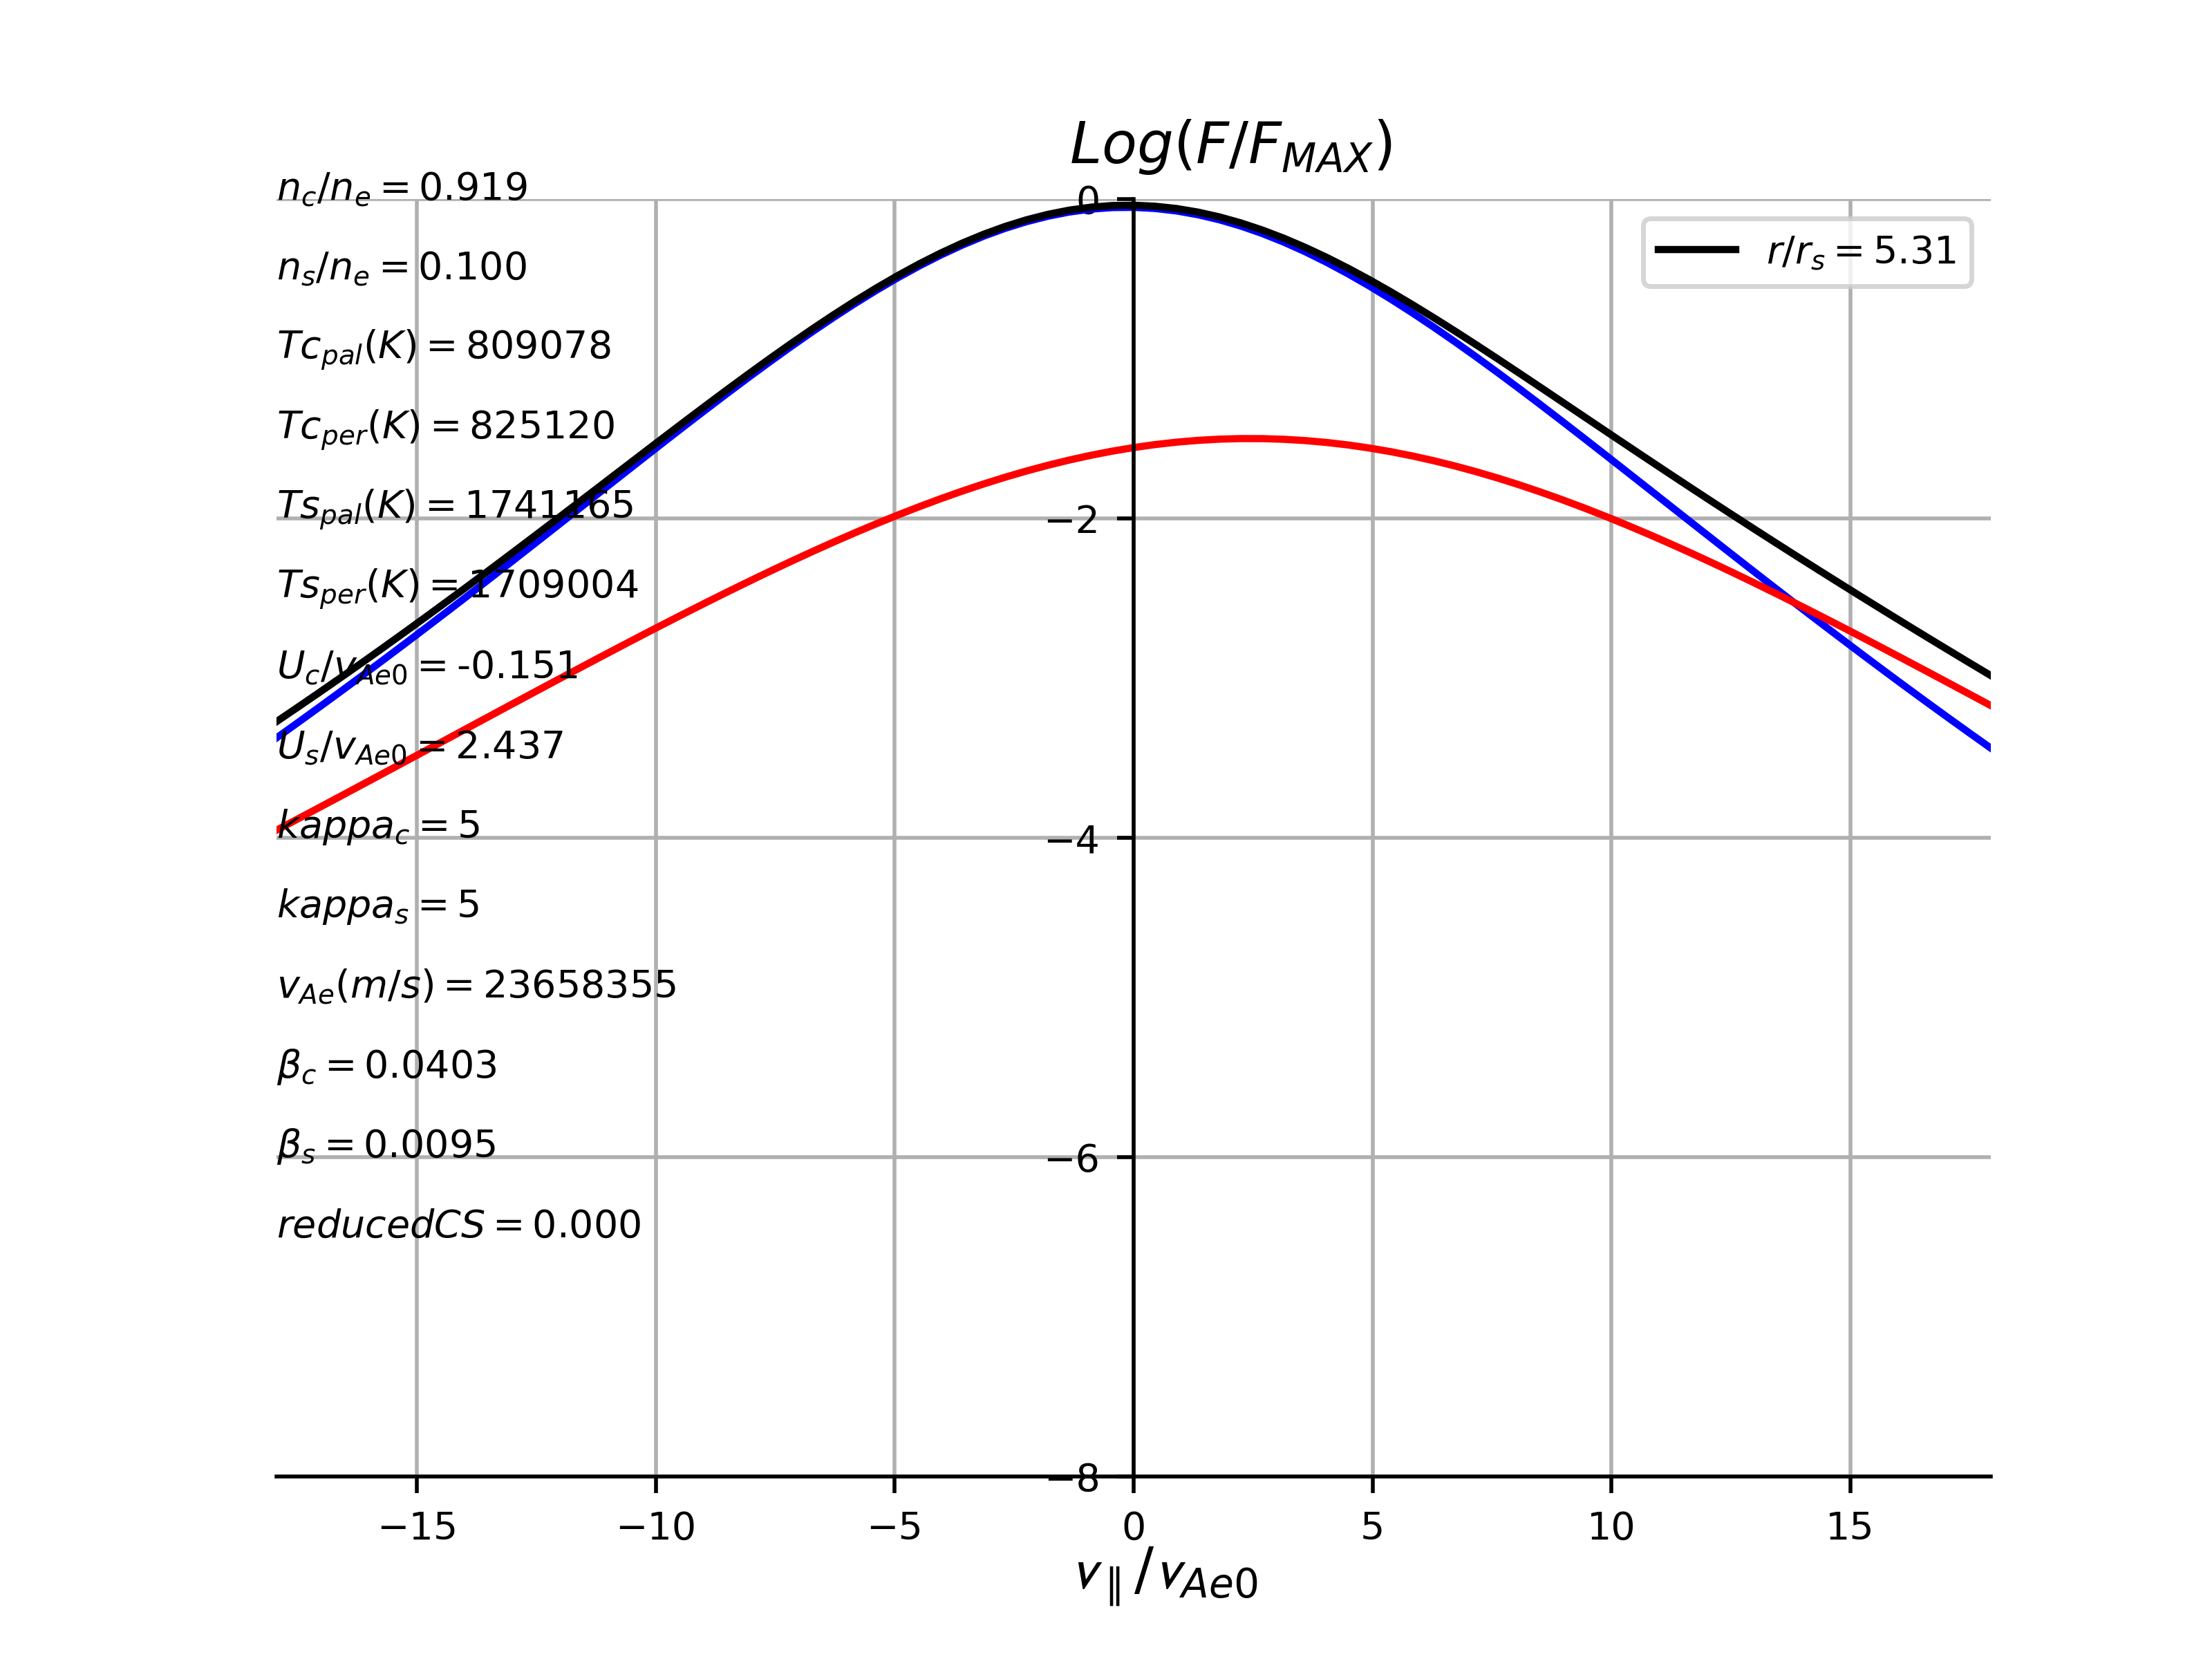 Log(F/F_MAX)
n_c/n_e = 0.919
n_s/n_e = 0.100
Tc_pal(K) = 809078
Tc_per(K) = 825120
Ts_pal(K) = 1741165
Ts_per(K) = 1709004
U_c/v_Ae0 = -0.151
U_s/v_Ae0 = 2.437
kappa_c = 5
kappa_s = 5
v_Ae(m/s) = 23658355
β_c = 0.0403
β_s = 0.0095
reducedCS = 0.000
r/r_s = 5.31
0
−2
−4
−6
−8
−15 −10 −5 0 5 10 15
v_∥/v_Ae0